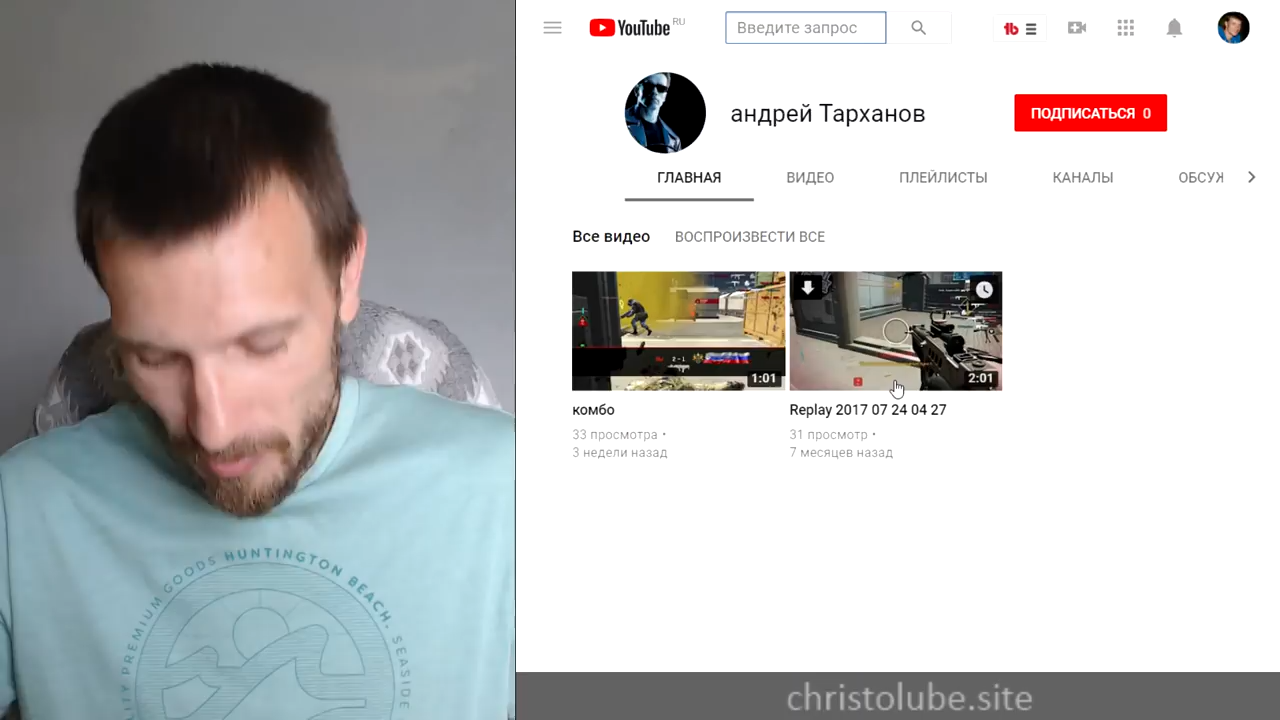 YouTube RU
Введите запрос
андрей Тарханов
ПОДПИСАТЬСЯ 0
ГЛАВНАЯ
ВИДЕО
ПЛЕЙЛИСТЫ
КАНАЛЫ
ОБСУЖ
Все видео
ВОСПРОИЗВЕСТИ ВСЕ
1:01
2:01
комбо
33 просмотра •
3 недели назад
Replay 2017 07 24 04 27
31 просмотр •
7 месяцев назад
PREMIUM GOODS HUNTINGTON BEACH. SEASIDE
christolube.site